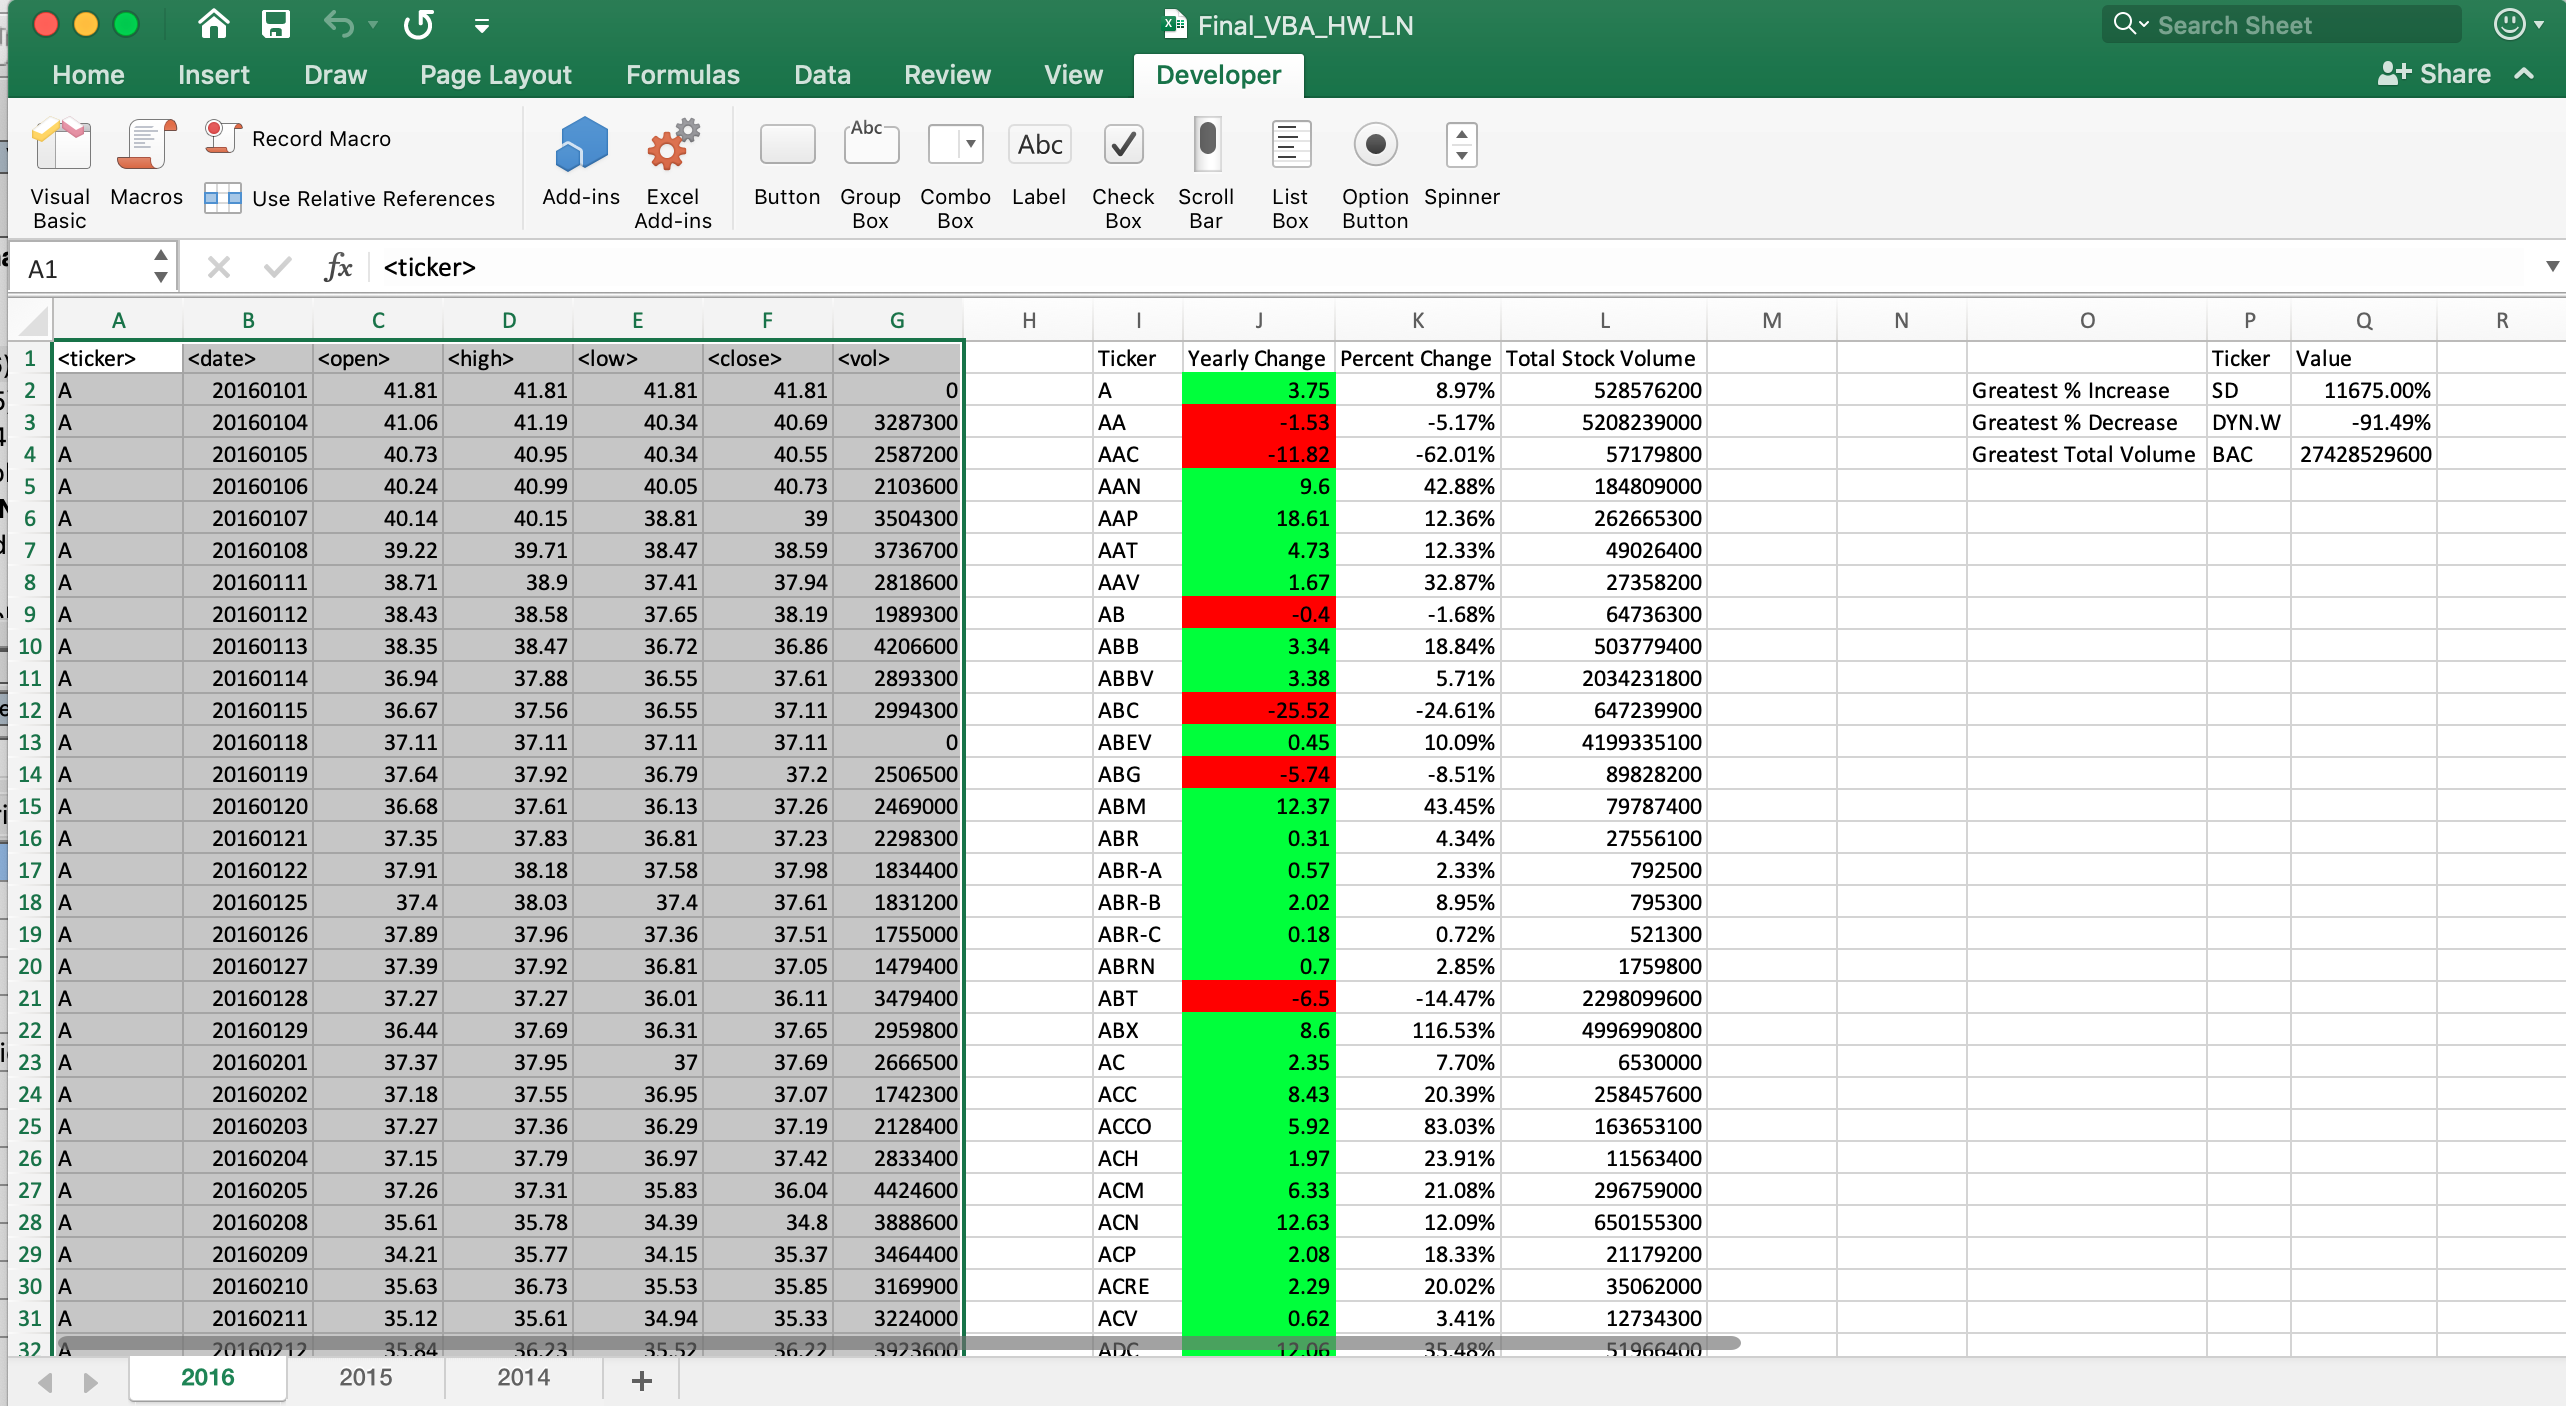 Final_VBA_HW_LN
Search Sheet
Home Insert Draw Page Layout Formulas Data Review View Developer
Share
Visual Basic
Macros
Record Macro
Use Relative References
Add-ins
Excel Add-ins
Button
Group Box
Combo Box
Abc
Label
Check Box
Scroll Bar
List Box
Option Button
Spinner
A1 fx <ticker>
A B C D E F G H I J K L M N O P Q R
1 <ticker> <date> <open> <high> <low> <close> <vol> Ticker Yearly Change Percent Change Total Stock Volume Ticker Value
2 A 20160101 41.81 41.81 41.81 41.81 0 A 3.75 8.97% 528576200 Greatest % Increase SD 11675.00%
3 A 20160104 41.06 41.19 40.34 40.69 3287300 AA -1.53 -5.17% 5208239000 Greatest % Decrease DYN.W -91.49%
4 A 20160105 40.73 40.95 40.34 40.55 2587200 AAC -11.82 -62.01% 57179800 Greatest Total Volume BAC 27428529600
5 A 20160106 40.24 40.99 40.05 40.73 2103600 AAN 9.6 42.88% 184809000
6 A 20160107 40.14 40.15 38.81 39 3504300 AAP 18.61 12.36% 262665300
7 A 20160108 39.22 39.71 38.47 38.59 3736700 AAT 4.73 12.33% 49026400
8 A 20160111 38.71 38.9 37.41 37.94 2818600 AAV 1.67 32.87% 27358200
9 A 20160112 38.43 38.58 37.65 38.19 1989300 AB -0.4 -1.68% 64736300
10 A 20160113 38.35 38.47 36.72 36.86 4206600 ABB 3.34 18.84% 503779400
11 A 20160114 36.94 37.88 36.55 37.61 2893300 ABBV 3.38 5.71% 2034231800
12 A 20160115 36.67 37.56 36.55 37.11 2994300 ABC -25.52 -24.61% 647239900
13 A 20160118 37.11 37.11 37.11 37.11 0 ABEV 0.45 10.09% 4199335100
14 A 20160119 37.64 37.92 36.79 37.2 2506500 ABG -5.74 -8.51% 89828200
15 A 20160120 36.68 37.61 36.13 37.26 2469000 ABM 12.37 43.45% 79787400
16 A 20160121 37.35 37.83 36.81 37.23 2298300 ABR 0.31 4.34% 27556100
17 A 20160122 37.91 38.18 37.58 37.98 1834400 ABR-A 0.57 2.33% 792500
18 A 20160125 37.4 38.03 37.4 37.61 1831200 ABR-B 2.02 8.95% 795300
19 A 20160126 37.89 37.96 37.36 37.51 1755000 ABR-C 0.18 0.72% 521300
20 A 20160127 37.39 37.92 36.81 37.05 1479400 ABRN 0.7 2.85% 1759800
21 A 20160128 37.27 37.27 36.01 36.11 3479400 ABT -6.5 -14.47% 2298099600
22 A 20160129 36.44 37.69 36.31 37.65 2959800 ABX 8.6 116.53% 4996990800
23 A 20160201 37.37 37.95 37 37.69 2666500 AC 2.35 7.70% 6530000
24 A 20160202 37.18 37.55 36.95 37.07 1742300 ACC 8.43 20.39% 258457600
25 A 20160203 37.27 37.36 36.29 37.19 2128400 ACCO 5.92 83.03% 163653100
26 A 20160204 37.15 37.79 36.97 37.42 2833400 ACH 1.97 23.91% 11563400
27 A 20160205 37.26 37.31 35.83 36.04 4424600 ACM 6.33 21.08% 296759000
28 A 20160208 35.61 35.78 34.39 34.8 3888600 ACN 12.63 12.09% 650155300
29 A 20160209 34.21 35.77 34.15 35.37 3464400 ACP 2.08 18.33% 21179200
30 A 20160210 35.63 36.73 35.53 35.85 3169900 ACRE 2.29 20.02% 35062000
31 A 20160211 35.12 35.61 34.94 35.33 3224000 ACV 0.62 3.41% 12734300
32 A 20160212 35.84 36.23 35.52 36.22 3923600 ADC 12.06 35.48% 51966400
2016 2015 2014 +